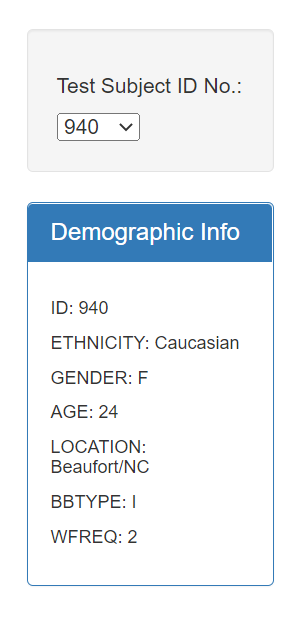 Test Subject ID No.:
940
Demographic Info
ID: 940
ETHNICITY: Caucasian
GENDER: F
AGE: 24
LOCATION:
Beaufort/NC
BBTYPE: I
WFREQ: 2